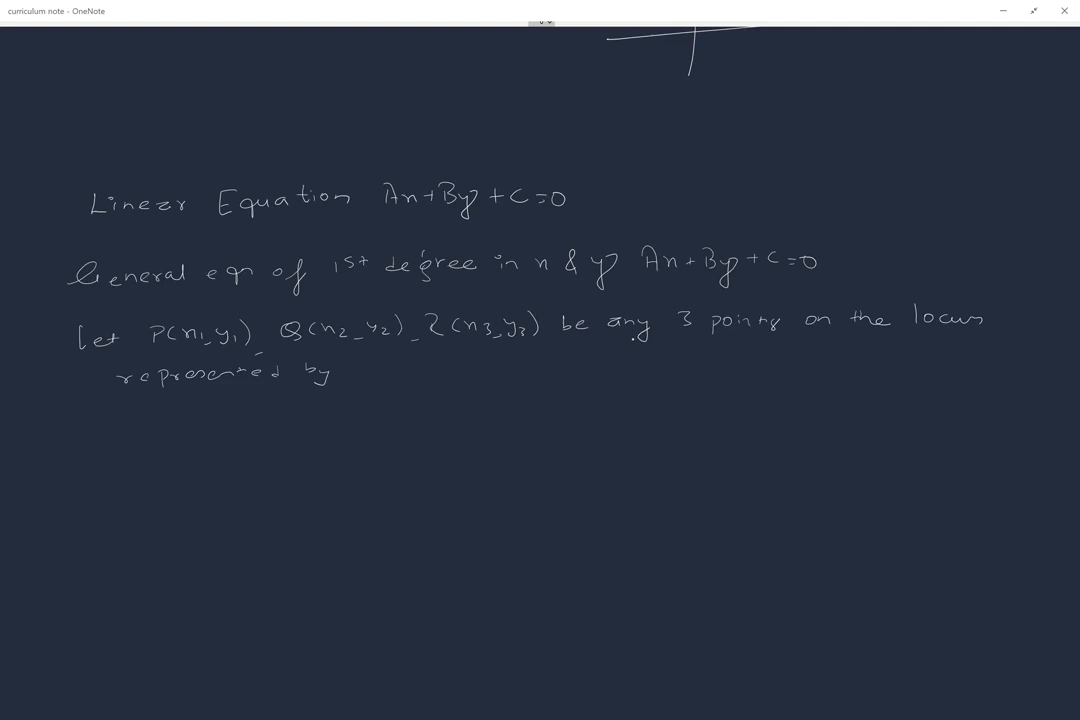 curriculum note - OneNote
Linear Equation Ax+By+C=0
General eqn of 1st degree in x & y Ax+By+C=0
Let P(x1,y1) Q(x2,y2), R(x3,y3) be any 3 points on the locus
represented by